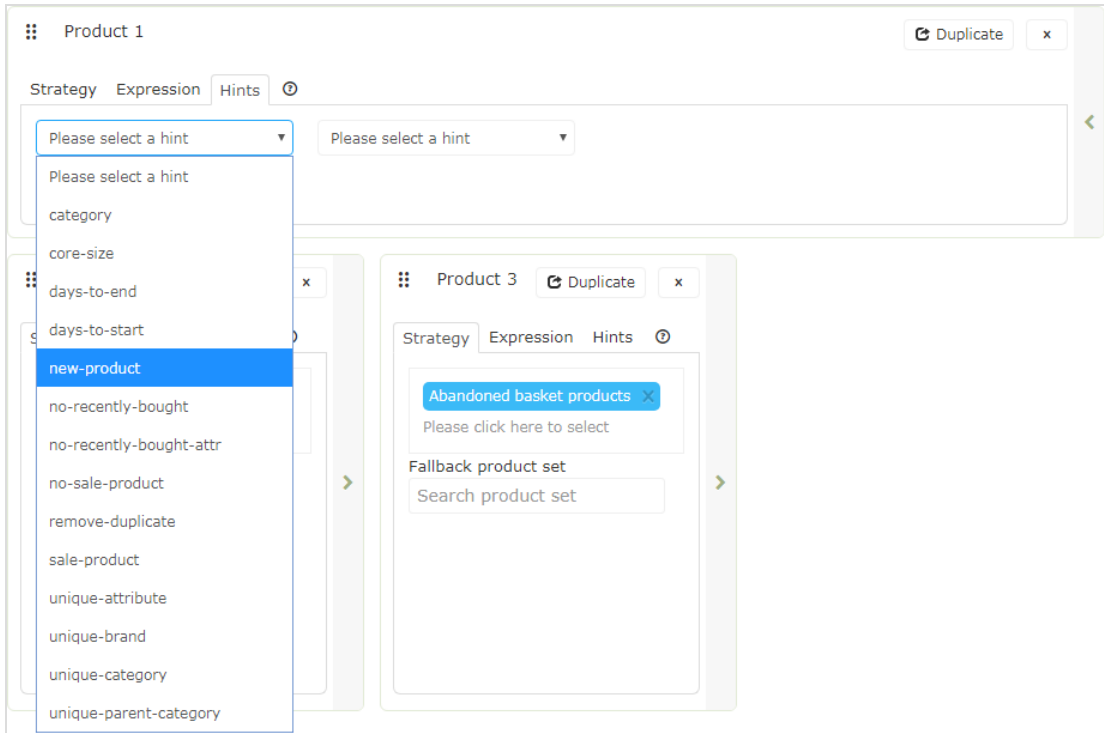 Product 1
Duplicate
x
Strategy Expression Hints ?
Please select a hint
Please select a hint
Please select a hint
category
core-size
days-to-end
days-to-start
new-product
no-recently-bought
no-recently-bought-attr
no-sale-product
remove-duplicate
sale-product
unique-attribute
unique-brand
unique-category
unique-parent-category
x
Product 3
Duplicate
x
Strategy Expression Hints ?
Abandoned basket products X
Please click here to select
Fallback product set
Search product set